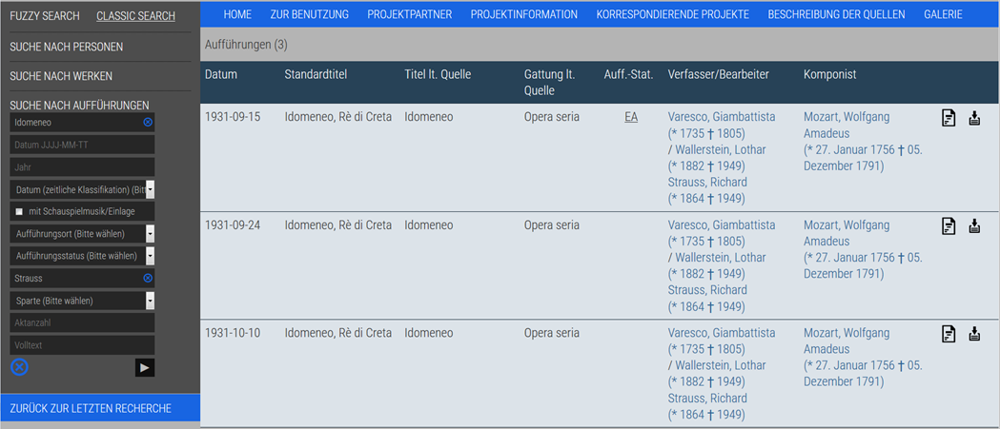 FUZZY SEARCH CLASSIC SEARCH
SUCHE NACH PERSONEN
SUCHE NACH WERKEN
SUCHE NACH AUFFÜHRUNGEN
Idomeneo
Datum JJJJ-MM-TT
Jahr
Datum (zeitliche Klassifikation) (Bitt
mit Schauspielmusik/Einlage
Aufführungsort (Bitte wählen)
Aufführungsstatus (Bitte wählen)
Strauss
Sparte (Bitte wählen)
Aktanzahl
Volltext
ZURÜCK ZUR LETZTEN RECHERCHE
HOME ZUR BENUTZUNG PROJEKTPARTNER PROJEKTINFORMATION KORRESPONDIERENDE PROJEKTE BESCHREIBUNG DER QUELLEN GALERIE
Aufführungen (3)
Datum Standardtitel Titel lt. Quelle Gattung lt. Auff.-Stat. Verfasser/Bearbeiter Komponist
Quelle
1931-09-15 Idomeneo, Rè di Creta Idomeneo Opera seria EA Varesco, Giambattista Mozart, Wolfgang
(* 1735 ✝ 1805) Amadeus
/ Wallerstein, Lothar (* 27. Januar 1756 ✝ 05.
(* 1882 ✝ 1949) Dezember 1791)
Strauss, Richard
(* 1864 ✝ 1949)
1931-09-24 Idomeneo, Rè di Creta Idomeneo Opera seria Varesco, Giambattista Mozart, Wolfgang
(* 1735 ✝ 1805) Amadeus
/ Wallerstein, Lothar (* 27. Januar 1756 ✝ 05.
(* 1882 ✝ 1949) Dezember 1791)
Strauss, Richard
(* 1864 ✝ 1949)
1931-10-10 Idomeneo, Rè di Creta Idomeneo Opera seria Varesco, Giambattista Mozart, Wolfgang
(* 1735 ✝ 1805) Amadeus
/ Wallerstein, Lothar (* 27. Januar 1756 ✝ 05.
(* 1882 ✝ 1949) Dezember 1791)
Strauss, Richard
(* 1864 ✝ 1949)